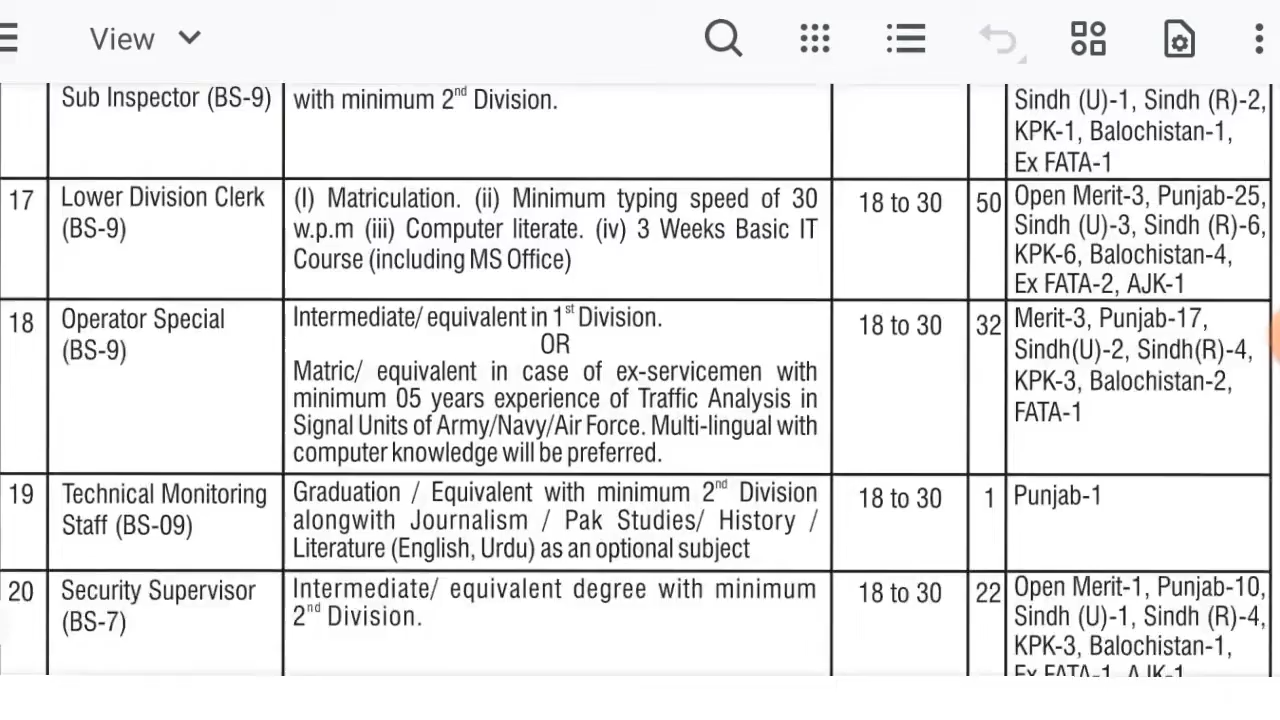 View
Sub Inspector (BS-9)
with minimum 2nd Division.
Sindh (U)-1, Sindh (R)-2,
KPK-1, Balochistan-1,
Ex FATA-1
17
Lower Division Clerk
(BS-9)
(I) Matriculation. (ii) Minimum typing speed of 30
w.p.m (iii) Computer literate. (iv) 3 Weeks Basic IT
Course (including MS Office)
18 to 30
50
Open Merit-3, Punjab-25,
Sindh (U)-3, Sindh (R)-6,
KPK-6, Balochistan-4,
Ex FATA-2, AJK-1
18
Operator Special
(BS-9)
Intermediate/ equivalent in 1st Division.
OR
Matric/ equivalent in case of ex-servicemen with
minimum 05 years experience of Traffic Analysis in
Signal Units of Army/Navy/Air Force. Multi-lingual with
computer knowledge will be preferred.
18 to 30
32
Merit-3, Punjab-17,
Sindh(U)-2, Sindh(R)-4,
KPK-3, Balochistan-2,
FATA-1
19
Technical Monitoring
Staff (BS-09)
Graduation / Equivalent with minimum 2nd Division
alongwith Journalism / Pak Studies/ History /
Literature (English, Urdu) as an optional subject
18 to 30
1
Punjab-1
20
Security Supervisor
(BS-7)
Intermediate/ equivalent degree with minimum
2nd Division.
18 to 30
22
Open Merit-1, Punjab-10,
Sindh (U)-1, Sindh (R)-4,
KPK-3, Balochistan-1,
Ex FATA-1, AJK-1